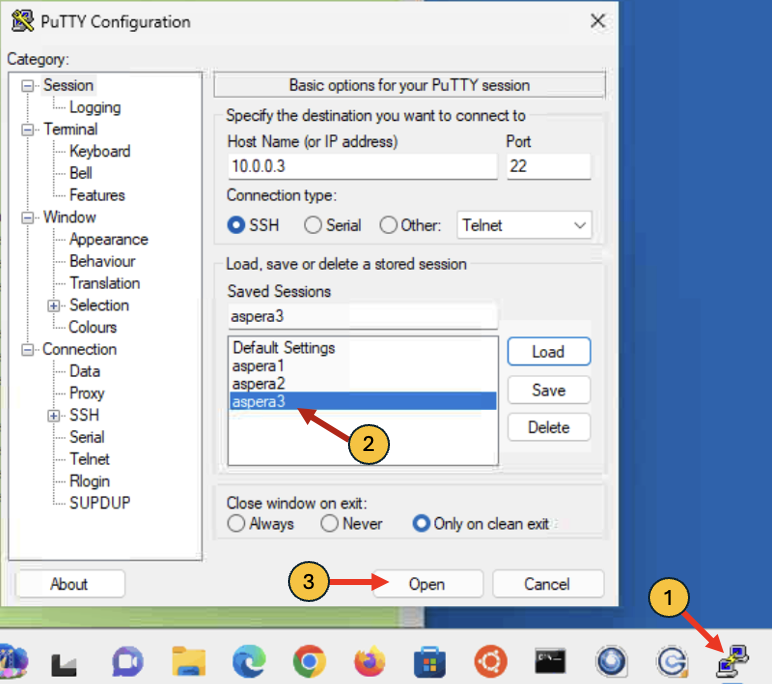 PuTTY Configuration
Category:
Session
Logging
Terminal
Keyboard
Bell
Features
Window
Appearance
Behaviour
Translation
Selection
Colours
Connection
Data
Proxy
SSH
Serial
Telnet
Rlogin
SUPDUP
Basic options for your PuTTY session
Specify the destination you want to connect to
Host Name (or IP address) Port
10.0.0.3 22
Connection type:
SSH Serial Other: Telnet
Load, save or delete a stored session
Saved Sessions
aspera3
Default Settings
aspera1
aspera2
aspera3
Load
Save
Delete
2
Close window on exit:
Always Never Only on clean exit
About
3
Open Cancel
1